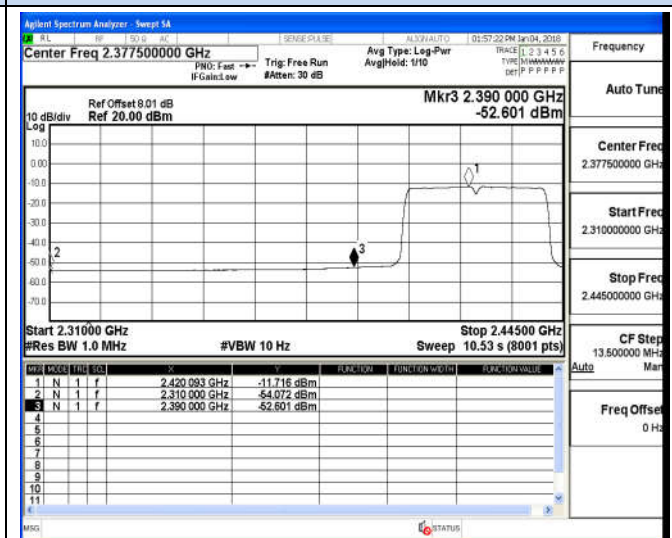 Agilent Spectrum Analyzer - Swept SA
RL RF 50 Ω AC SENSE:PULSE ALIGN AUTO 01:57:22 PM Jan 04, 2018
Center Freq 2.377500000 GHz
PNO: Fast
IFGain:Low
Trig: Free Run
#Atten: 30 dB
Avg Type: Log-Pwr
Avg|Hold: 1/10
TRACE 1 2 3 4 5 6
TYPE MWWWWW
DET P P P P P P
Frequency
Auto Tune
Ref Offset 8.01 dB
10 dB/div Ref 20.00 dBm
Log
Mkr3 2.390 000 GHz
-52.601 dBm
10.0
0.00
-10.0
-20.0
-30.0
-40.0
-50.0
-60.0
-70.0
1
2
3
Center Freq
2.377500000 GHz
Start Freq
2.310000000 GHz
Stop Freq
2.445000000 GHz
Start 2.31000 GHz Stop 2.44500 GHz
#Res BW 1.0 MHz #VBW 10 Hz Sweep 10.53 s (8001 pts)
CF Step
13.500000 MHz
Auto Man
Freq Offset
0 Hz
MKR MODE TRC SCL X Y FUNCTION FUNCTION WIDTH FUNCTION VALUE
1 N 1 f 2.420 093 GHz -11.716 dBm
2 N 1 f 2.310 000 GHz -54.072 dBm
3 N 1 f 2.390 000 GHz -52.601 dBm
4
5
6
7
8
9
10
11
MSG STATUS